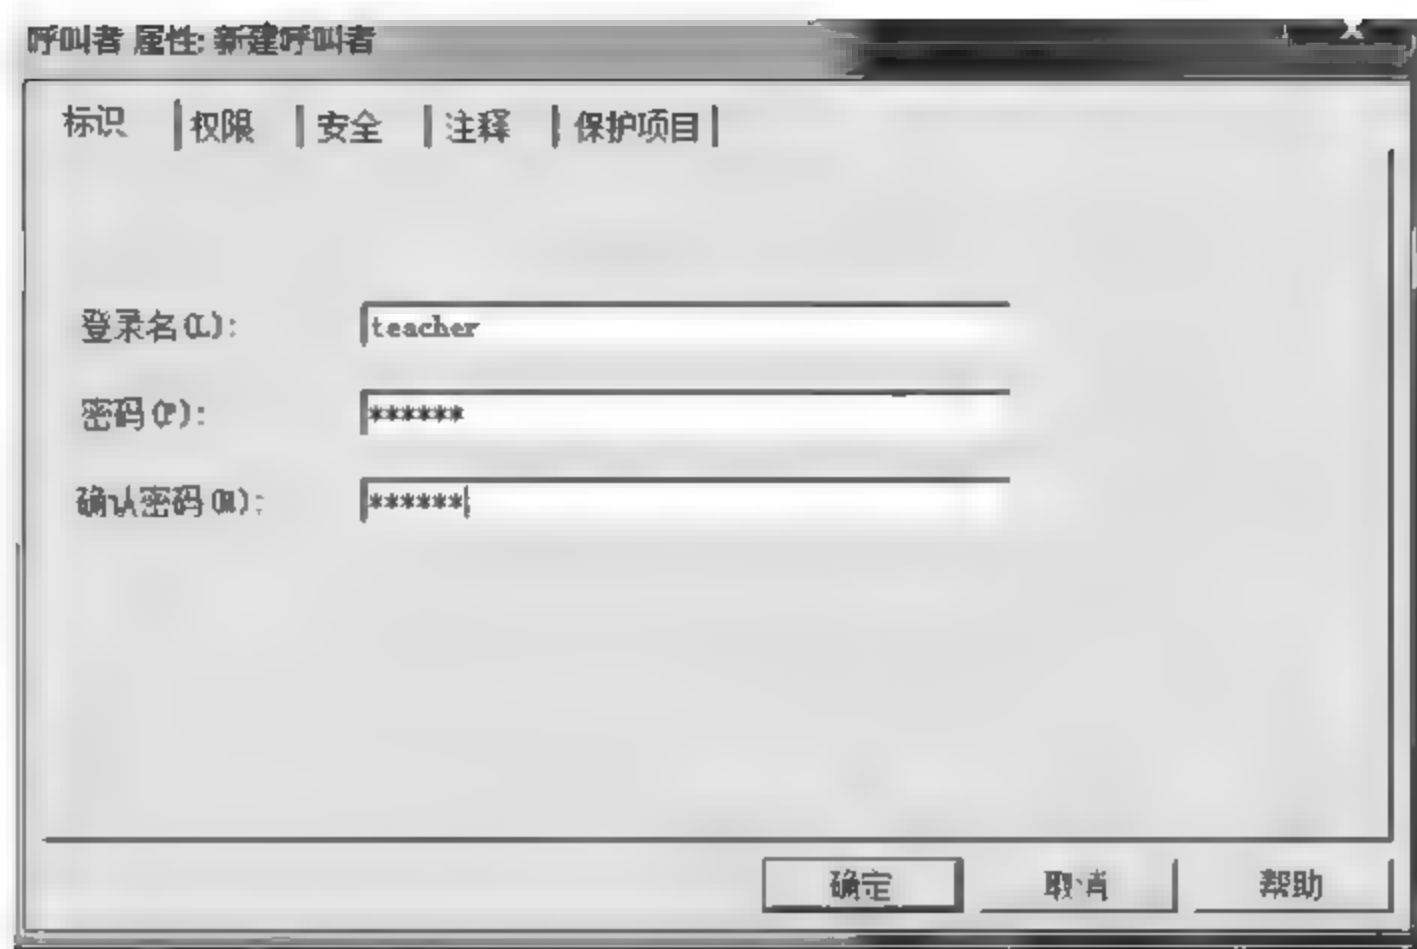 呼叫者 属性: 新建呼叫者
标识 权限 安全 注释 保护项目
登录名(L): teacher
密码(P): ******
确认密码(N): ******
确定 取消 帮助